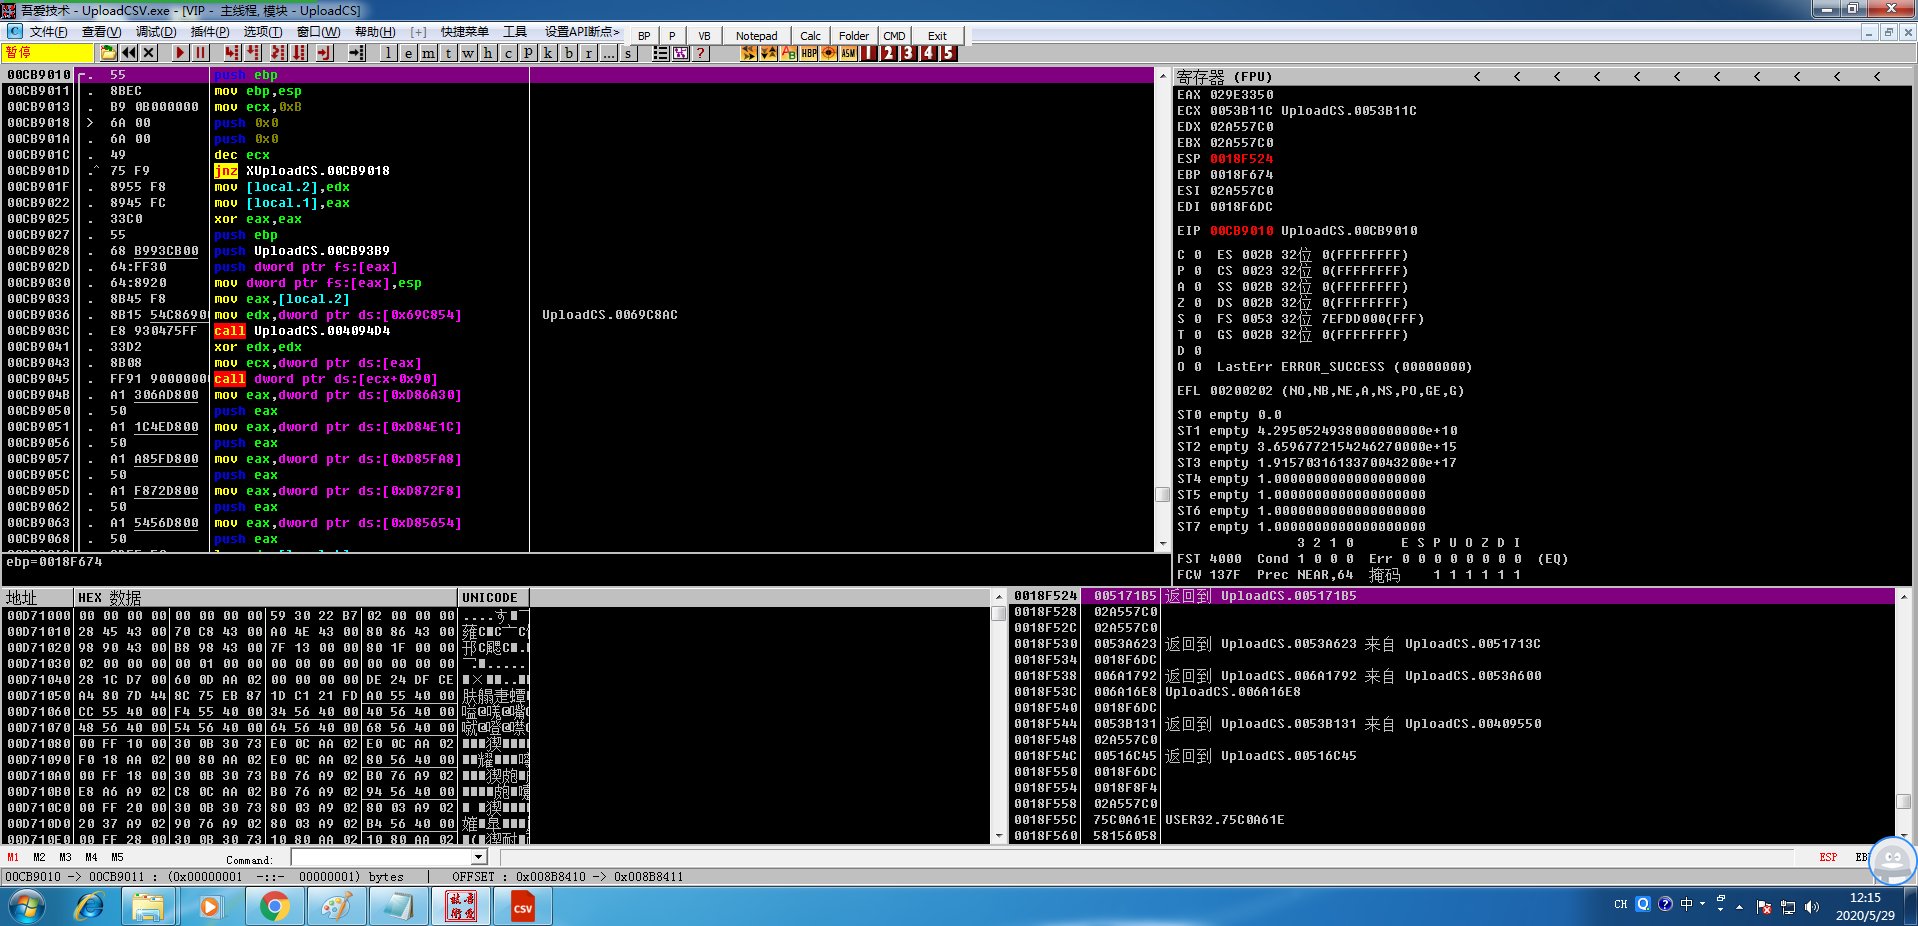 吾爱技术 - UploadCSV.exe - [VIP - 主线程, 模块 - UploadCS]
文件(F) 查看(V) 调试(D) 插件(P) 选项(T) 窗口(W) 帮助(H) [+] 快捷菜单 工具 设置API断点> BP P VB Notepad Calc Folder CMD Exit
暂停 l e m t w h c p k b r ... s ? HBP ASM 1 2 3 4 5
00CB9010 . 55 push ebp
00CB9011 . 8BEC mov ebp,esp
00CB9013 . B9 0B000000 mov ecx,0xB
00CB9018 > 6A 00 push 0x0
00CB901A . 6A 00 push 0x0
00CB901C . 49 dec ecx
00CB901D .^ 75 F9 jnz XUploadCS.00CB9018
00CB901F . 8955 F8 mov [local.2],edx
00CB9022 . 8945 FC mov [local.1],eax
00CB9025 . 33C0 xor eax,eax
00CB9027 . 55 push ebp
00CB9028 . 68 B993CB00 push UploadCS.00CB93B9
00CB902D . 64:FF30 push dword ptr fs:[eax]
00CB9030 . 64:8920 mov dword ptr fs:[eax],esp
00CB9033 . 8B45 F8 mov eax,[local.2]
00CB9036 . 8B15 54C86900 mov edx,dword ptr ds:[0x69C854] UploadCS.0069C8AC
00CB903C . E8 930475FF call UploadCS.004094D4
00CB9041 . 33D2 xor edx,edx
00CB9043 . 8B08 mov ecx,dword ptr ds:[eax]
00CB9045 . FF91 90000000 call dword ptr ds:[ecx+0x90]
00CB904B . A1 306AD800 mov eax,dword ptr ds:[0xD86A30]
00CB9050 . 50 push eax
00CB9051 . A1 1C4ED800 mov eax,dword ptr ds:[0xD84E1C]
00CB9056 . 50 push eax
00CB9057 . A1 A85FD800 mov eax,dword ptr ds:[0xD85FA8]
00CB905C . 50 push eax
00CB905D . A1 F872D800 mov eax,dword ptr ds:[0xD872F8]
00CB9062 . 50 push eax
00CB9063 . A1 5456D800 mov eax,dword ptr ds:[0xD85654]
00CB9068 . 50 push eax
ebp=0018F674
寄存器 (FPU) < < < < < < < < < < <
EAX 029E3350
ECX 0053B11C UploadCS.0053B11C
EDX 02A557C0
EBX 02A557C0
ESP 0018F524
EBP 0018F674
ESI 02A557C0
EDI 0018F6DC
EIP 00CB9010 UploadCS.00CB9010
C 0 ES 002B 32位 0(FFFFFFFF)
P 0 CS 0023 32位 0(FFFFFFFF)
A 0 SS 002B 32位 0(FFFFFFFF)
Z 0 DS 002B 32位 0(FFFFFFFF)
S 0 FS 0053 32位 7EFDD000(FFF)
T 0 GS 002B 32位 0(FFFFFFFF)
D 0
O 0 LastErr ERROR_SUCCESS (00000000)
EFL 00200202 (NO,NB,NE,A,NS,PO,GE,G)
ST0 empty 0.0
ST1 empty 4.2950524938000000000e+10
ST2 empty 3.6596772154246270000e+15
ST3 empty 1.9157031613370043200e+17
ST4 empty 1.0000000000000000000
ST5 empty 1.0000000000000000000
ST6 empty 1.0000000000000000000
ST7 empty 1.0000000000000000000
3 2 1 0 E S P U O Z D I
FST 4000 Cond 1 0 0 0 Err 0 0 0 0 0 0 0 0 (EQ)
FCW 137F Prec NEAR,64 掩码 1 1 1 1 1 1
地址 HEX 数据 UNICODE
00D71000 00 00 00 00 00 00 00 00 59 30 22 B7 02 00 00 00
00D71010 28 45 43 00 70 C8 43 00 A0 4E 43 00 80 86 43 00
00D71020 98 90 43 00 B8 98 43 00 7F 13 00 00 80 1F 00 00
00D71030 02 00 00 00 00 01 00 00 00 00 00 00 00 00 00 00
00D71040 28 1C D7 00 60 0D AA 02 00 00 00 00 DE 24 DF CE
00D71050 A4 80 7D 44 8C 75 EB 87 1D C1 21 FD A0 55 40 00
00D71060 CC 55 40 00 F4 55 40 00 34 56 40 00 40 56 40 00
00D71070 48 56 40 00 54 56 40 00 64 56 40 00 68 56 40 00
00D71080 00 FF 10 00 30 0B 30 73 E0 0C AA 02 E0 0C AA 02
00D71090 F0 18 AA 02 00 80 AA 02 E0 0C AA 02 80 56 40 00
00D710A0 00 FF 18 00 30 0B 30 73 B0 76 A9 02 B0 76 A9 02
00D710B0 E8 A6 A9 02 C8 0C AA 02 B0 76 A9 02 94 56 40 00
00D710C0 00 FF 20 00 30 0B 30 73 80 03 A9 02 80 03 A9 02
00D710D0 20 37 A9 02 90 76 A9 02 80 03 A9 02 B4 56 40 00
00D710E0 00 FF 28 00 30 0B 30 73 10 80 AA 02 10 80 AA 02
0018F524 005171B5 返回到 UploadCS.005171B5
0018F528 02A557C0
0018F52C 02A557C0
0018F530 0053A623 返回到 UploadCS.0053A623 来自 UploadCS.0051713C
0018F534 0018F6DC
0018F538 006A1792 返回到 UploadCS.006A1792 来自 UploadCS.0053A600
0018F53C 006A16E8 UploadCS.006A16E8
0018F540 0018F6DC
0018F544 0053B131 返回到 UploadCS.0053B131 来自 UploadCS.00409550
0018F548 02A557C0
0018F54C 00516C45 返回到 UploadCS.00516C45
0018F550 0018F6DC
0018F554 0018F8F4
0018F558 02A557C0
0018F55C 75C0A61E USER32.75C0A61E
0018F560 58156058
M1 M2 M3 M4 M5 Command: ESP
00CB9010 -> 00CB9011 : (0x00000001 -::- 00000001) bytes | OFFSET : 0x008B8410 -> 0x008B8411
CSV CH 中 12:15
2020/5/29